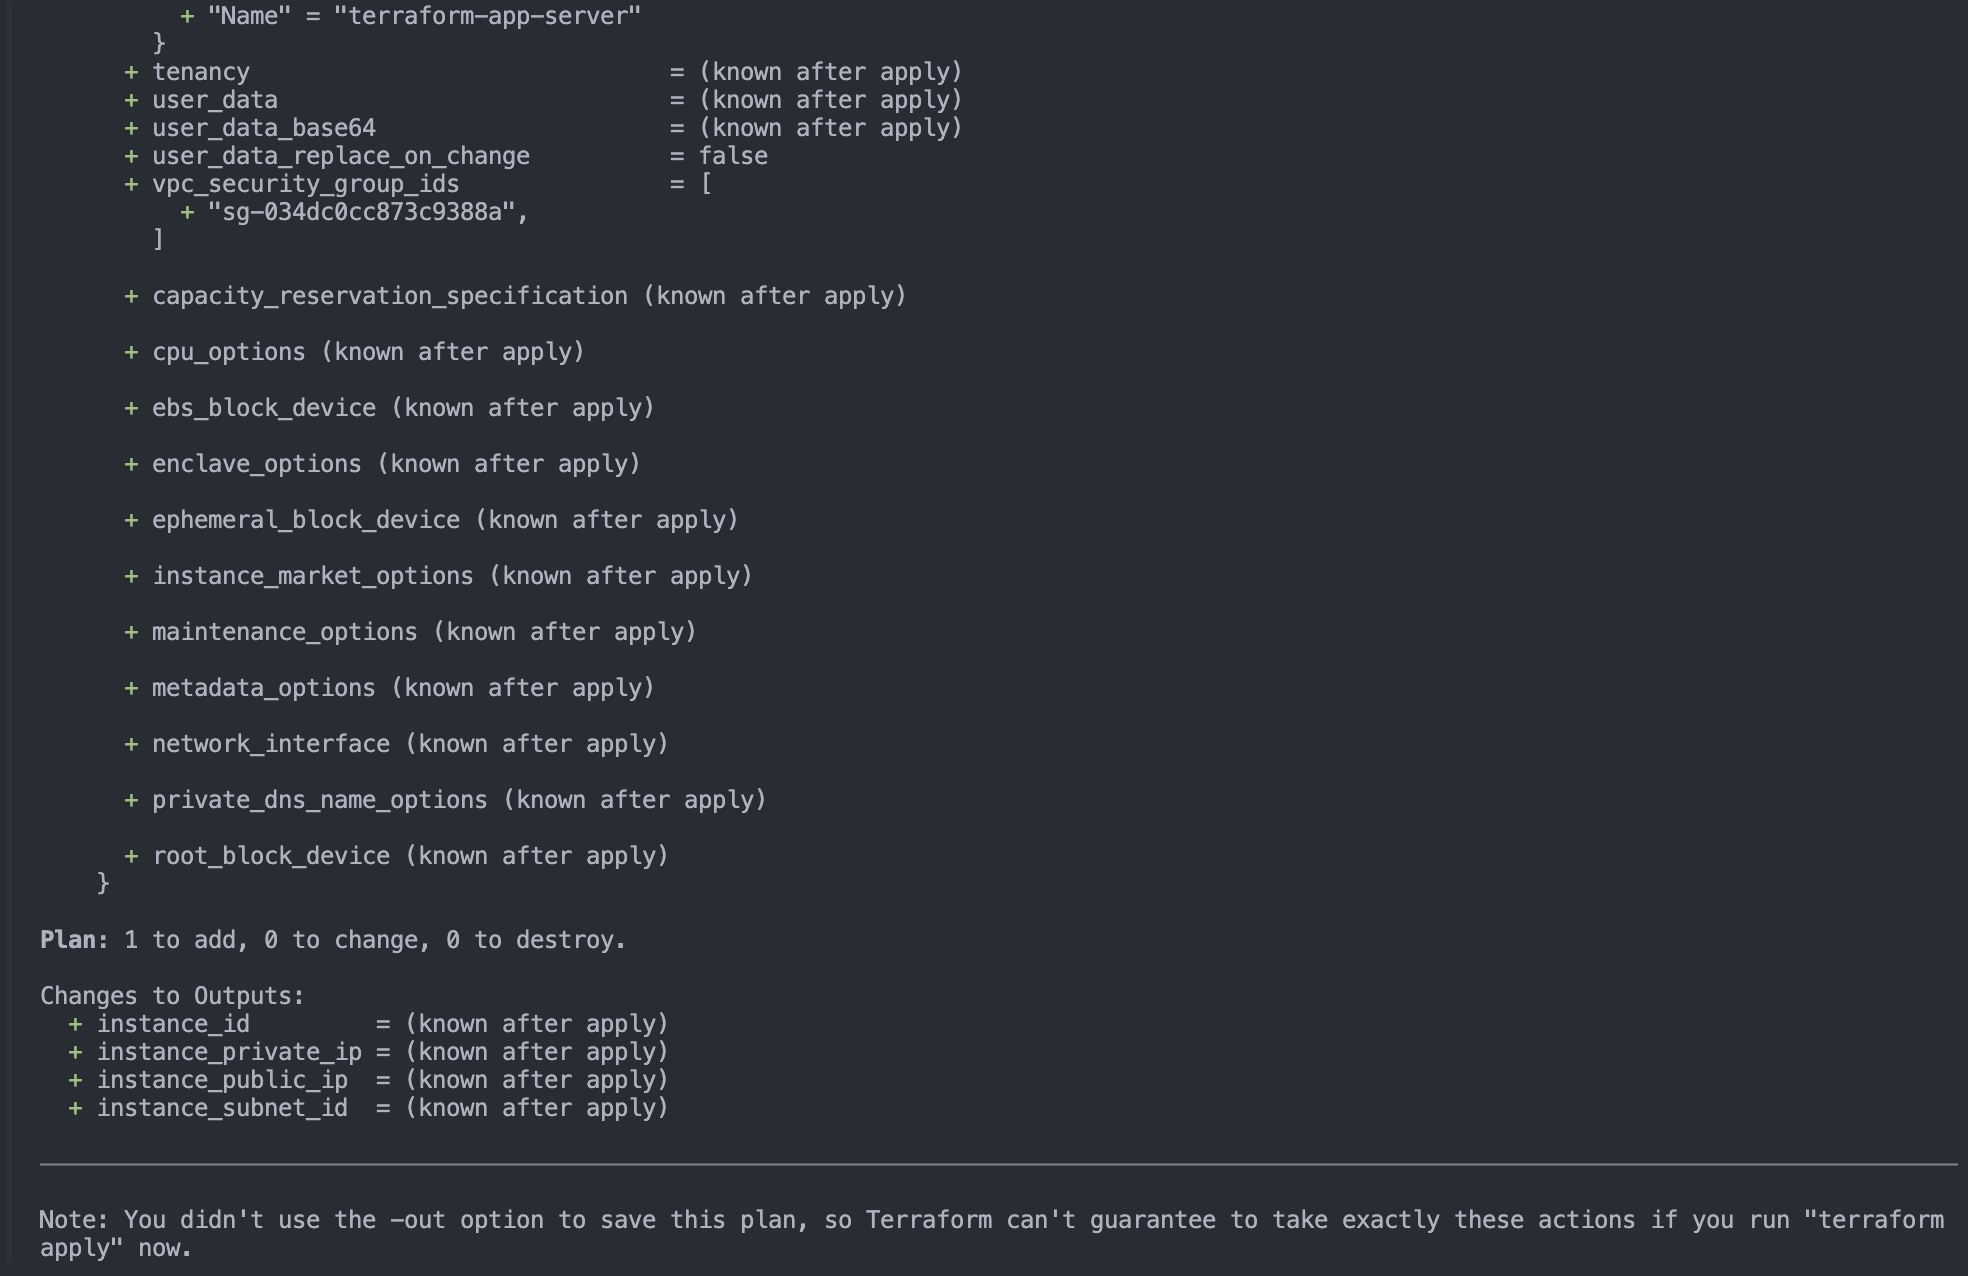 + "Name" = "terraform-app-server"
}
+ tenancy = (known after apply)
+ user_data = (known after apply)
+ user_data_base64 = (known after apply)
+ user_data_replace_on_change = false
+ vpc_security_group_ids = [
+ "sg-034dc0cc873c9388a",
]
+ capacity_reservation_specification (known after apply)
+ cpu_options (known after apply)
+ ebs_block_device (known after apply)
+ enclave_options (known after apply)
+ ephemeral_block_device (known after apply)
+ instance_market_options (known after apply)
+ maintenance_options (known after apply)
+ metadata_options (known after apply)
+ network_interface (known after apply)
+ private_dns_name_options (known after apply)
+ root_block_device (known after apply)
}
Plan: 1 to add, 0 to change, 0 to destroy.
Changes to Outputs:
+ instance_id = (known after apply)
+ instance_private_ip = (known after apply)
+ instance_public_ip = (known after apply)
+ instance_subnet_id = (known after apply)
Note: You didn't use the -out option to save this plan, so Terraform can't guarantee to take exactly these actions if you run "terraform
apply" now.